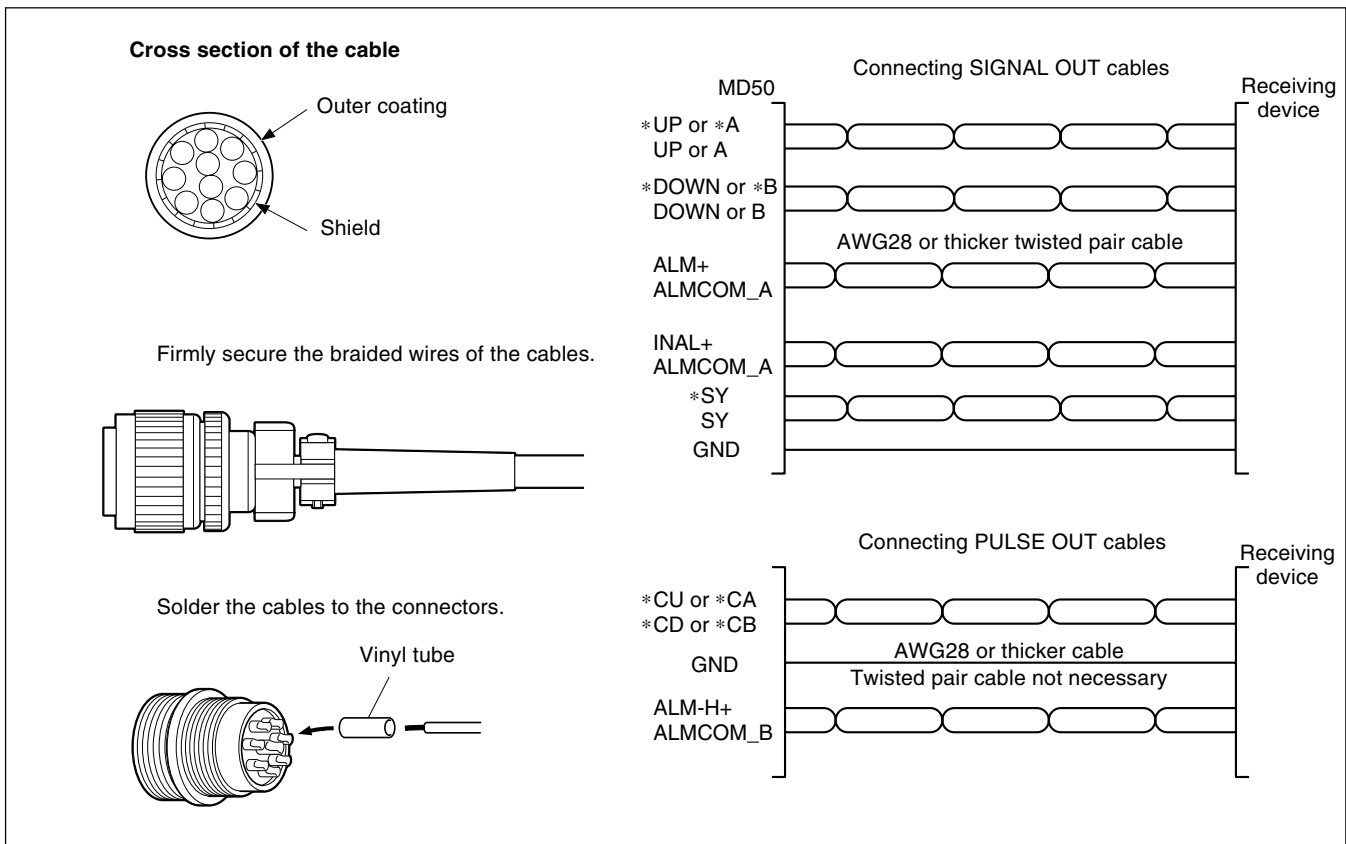 Cross section of the cable
Outer coating
Shield
Firmly secure the braided wires of the cables.
Solder the cables to the connectors.
Vinyl tube
Connecting SIGNAL OUT cables
MD50
Receiving
device
*UP or *A
UP or A
*DOWN or *B
DOWN or B
AWG28 or thicker twisted pair cable
ALM+
ALMCOM_A
INAL+
ALMCOM_A
*SY
SY
GND
Connecting PULSE OUT cables
Receiving
device
*CU or *CA
*CD or *CB
AWG28 or thicker cable
GND
Twisted pair cable not necessary
ALM-H+
ALMCOM_B